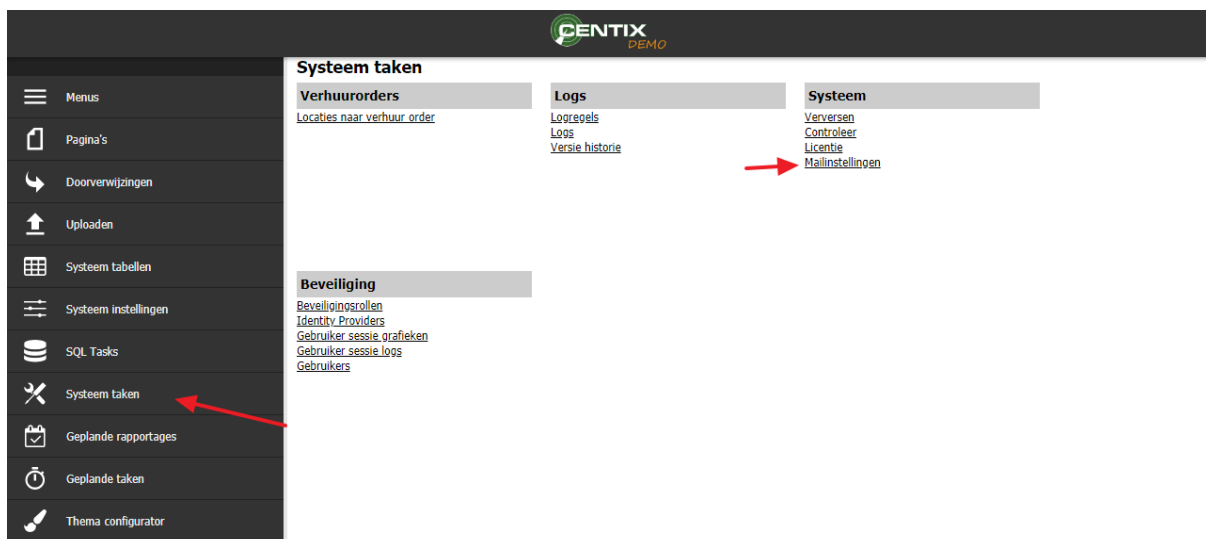 CENTIX
DEMO
Menus
Pagina's
Doorverwijzingen
Uploaden
Systeem tabellen
Systeem instellingen
SQL Tasks
Systeem taken
Geplande rapportages
Geplande taken
Thema configurator
Systeem taken
Verhuurorders
Locaties naar verhuur order
Logs
Logregels
Logs
Versie historie
Systeem
Verversen
Controleer
Licentie
Mailinstellingen
Beveiliging
Beveiligingsrollen
Identity Providers
Gebruiker sessie grafieken
Gebruiker sessie logs
Gebruikers